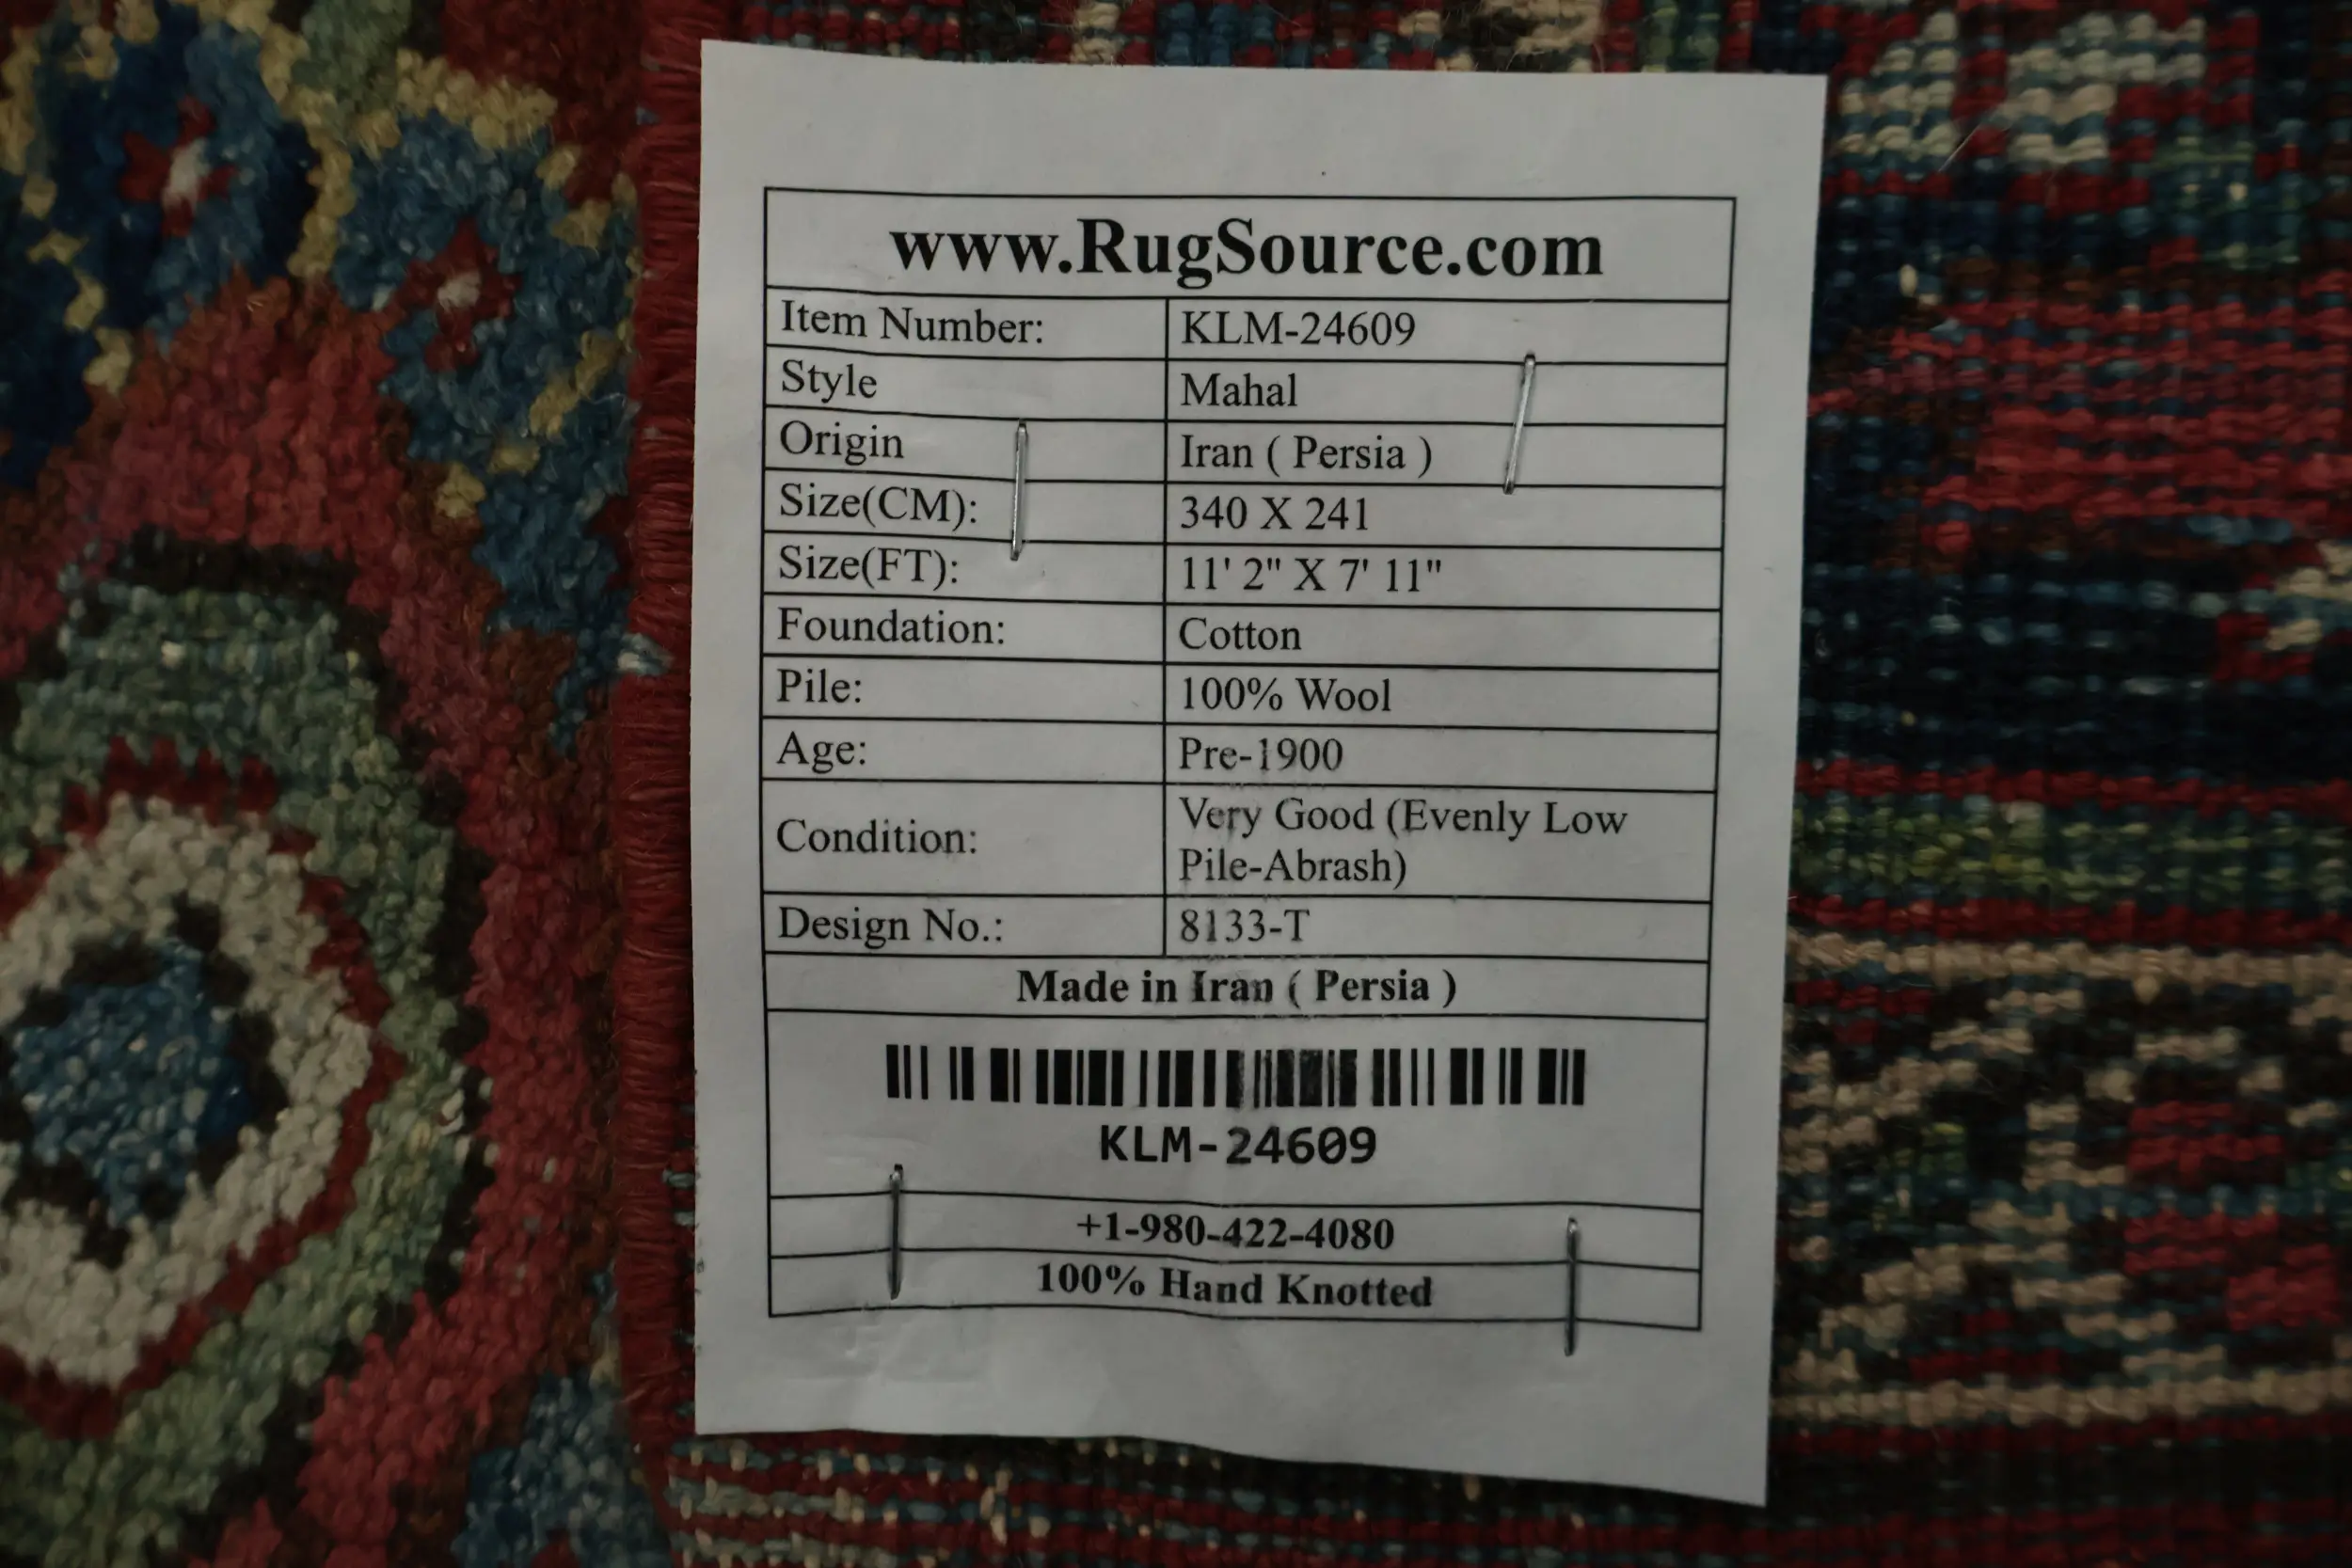 www.RugSource.com
Item Number: KLM-24609
Style Mahal
Origin Iran ( Persia )
Size(CM): 340 X 241
Size(FT): 11' 2" X 7' 11"
Foundation: Cotton
Pile: 100% Wool
Age: Pre-1900
Condition: Very Good (Evenly Low
Pile-Abrash)
Design No.: 8133-T
Made in Iran ( Persia )
KLM-24609
+1-980-422-4080
100% Hand Knotted